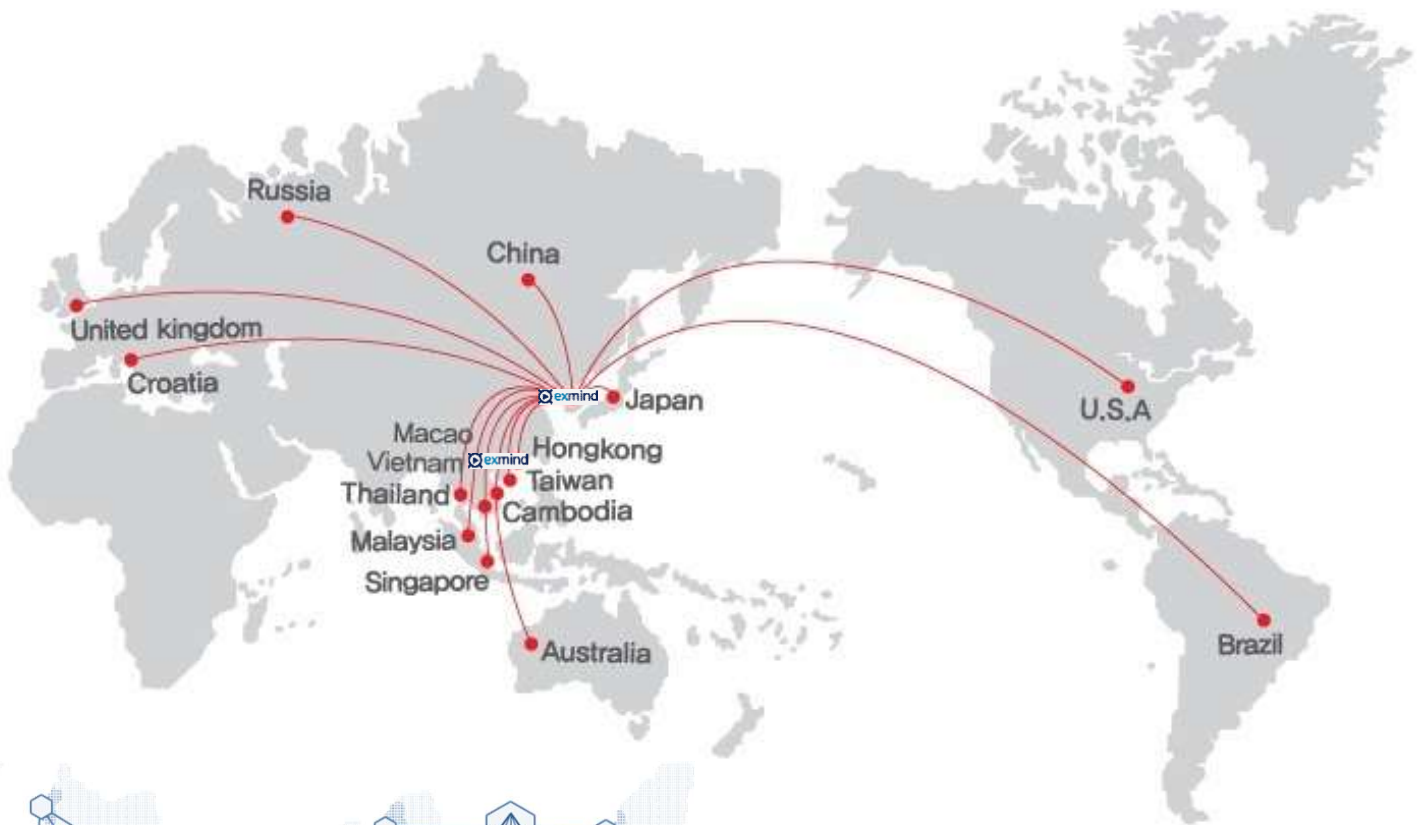 Russia
China
United kingdom
Croatia
exmind
Japan
U.S.A
Macao
Hongkong
Vietnam
exmind
Taiwan
Thailand
Cambodia
Malaysia
Singapore
Australia
Brazil